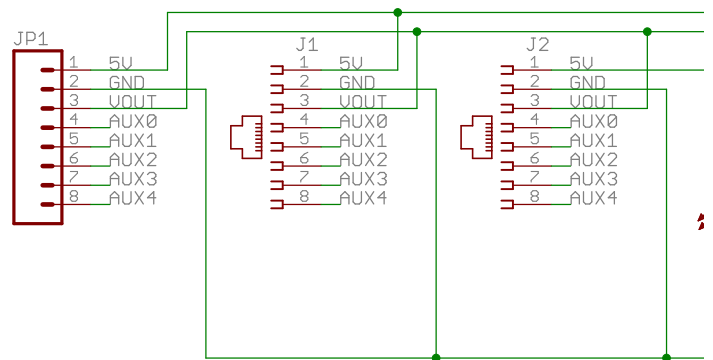 JP1
1 5V
2 GND
3 VOUT
4 AUX0
5 AUX1
6 AUX2
7 AUX3
8 AUX4
J1
1 5V
2 GND
3 VOUT
4 AUX0
5 AUX1
6 AUX2
7 AUX3
8 AUX4
J2
1 5V
2 GND
3 VOUT
4 AUX0
5 AUX1
6 AUX2
7 AUX3
8 AUX4